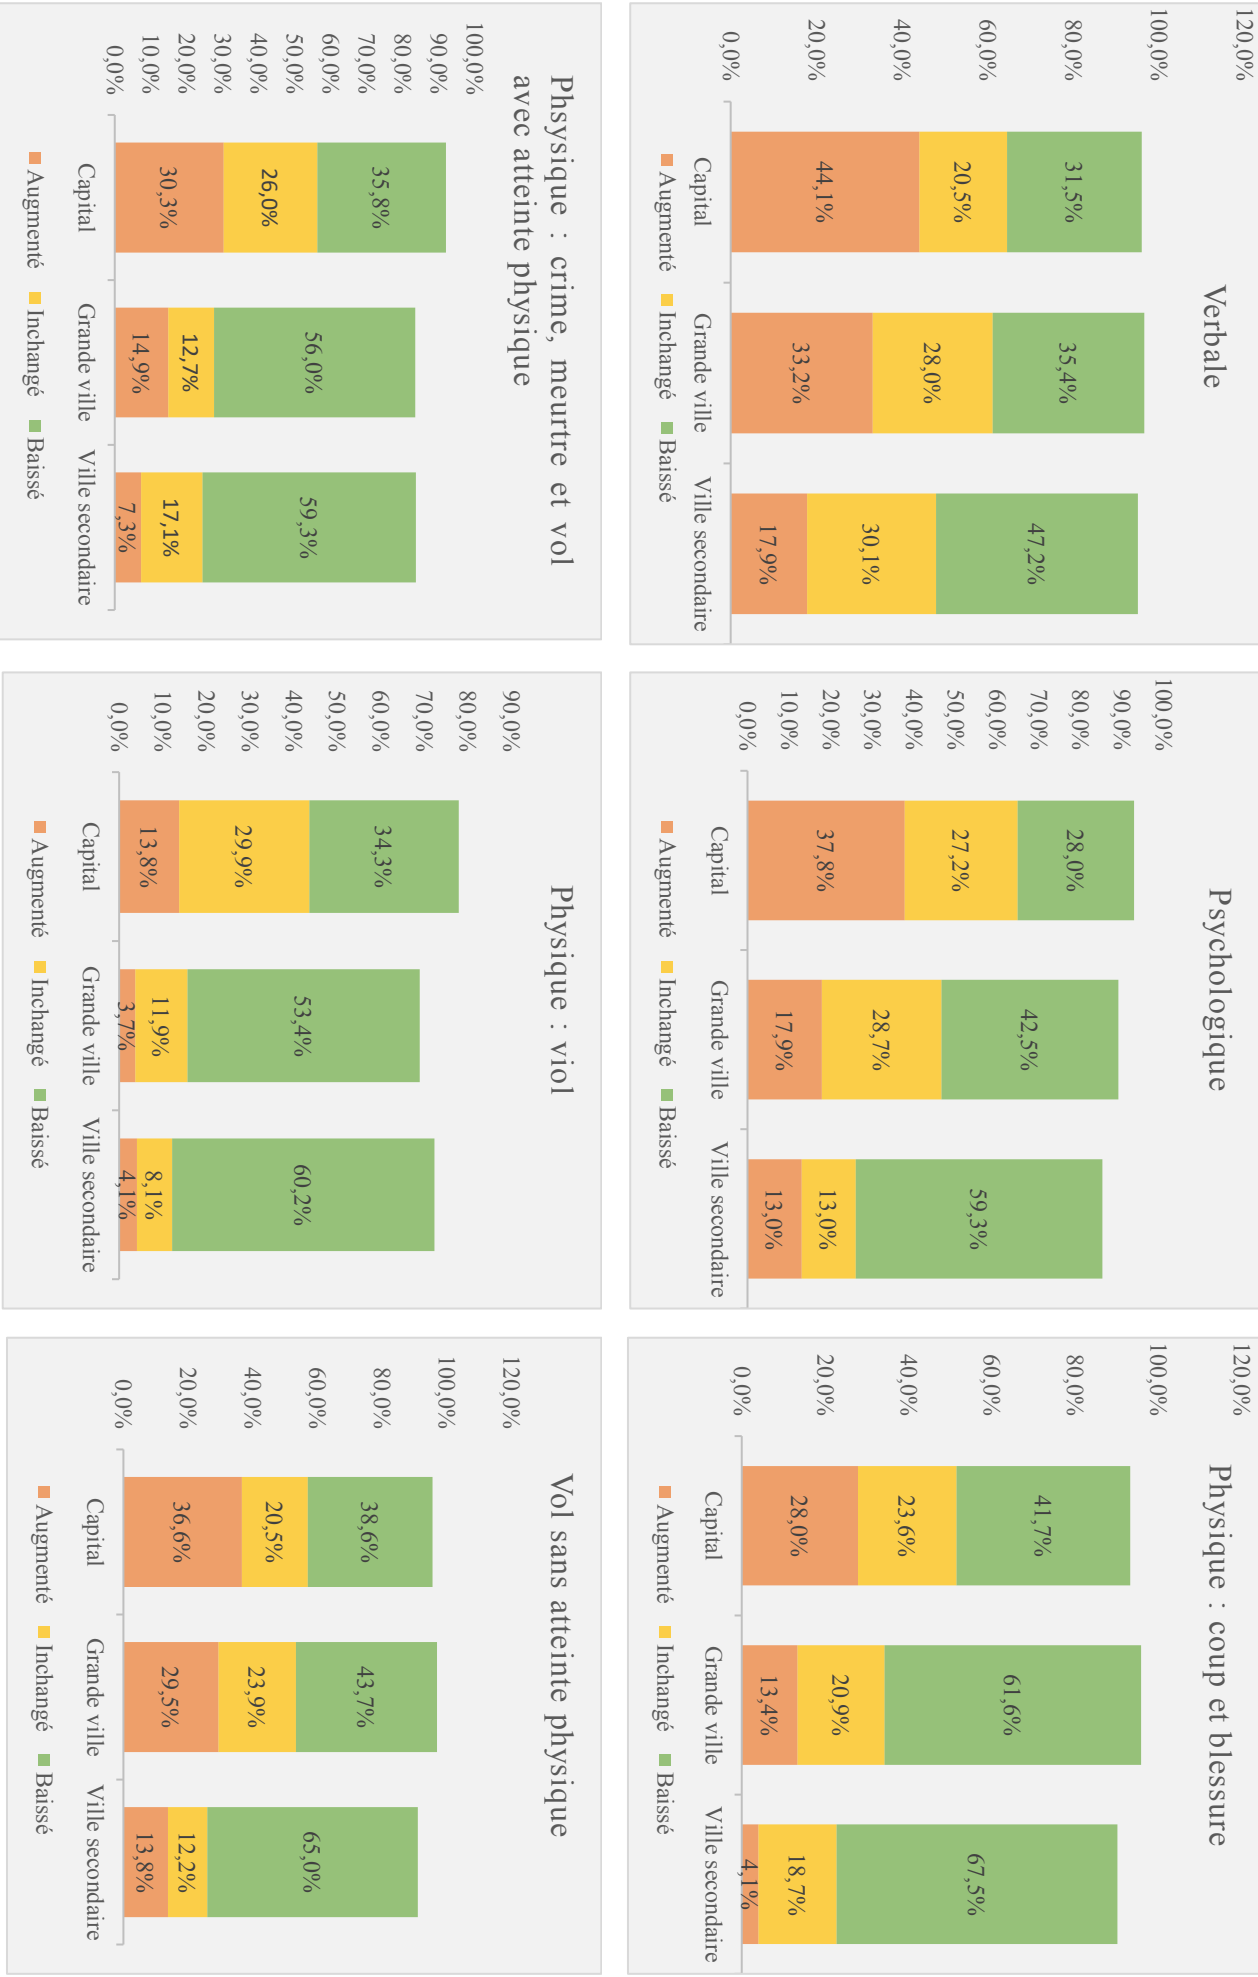 Verbale
120,0%
100,0%
80,0%
60,0%
40,0%
20,0%
0,0%
31,5%
35,4%
47,2%
20,5%
28,0%
30,1%
44,1%
33,2%
17,9%
Capital
Grande ville
Ville secondaire
Augmenté
Inchangé
Baissé
Psychologique
100,0%
90,0%
80,0%
70,0%
60,0%
50,0%
40,0%
30,0%
20,0%
10,0%
0,0%
28,0%
42,5%
59,3%
27,2%
28,7%
13,0%
37,8%
17,9%
13,0%
Capital
Grande ville
Ville secondaire
Augmenté
Inchangé
Baissé
Physique : coup et blessure
120,0%
100,0%
80,0%
60,0%
40,0%
20,0%
0,0%
41,7%
61,6%
67,5%
23,6%
20,9%
18,7%
28,0%
13,4%
4,1%
Capital
Grande ville
Ville secondaire
Augmenté
Inchangé
Baissé
Phsysique : crime, meurtre et vol
avec atteinte physique
100,0%
90,0%
80,0%
70,0%
60,0%
50,0%
40,0%
30,0%
20,0%
10,0%
0,0%
35,8%
56,0%
59,3%
26,0%
12,7%
17,1%
30,3%
14,9%
7,3%
Capital
Grande ville
Ville secondaire
Augmenté
Inchangé
Baissé
Physique : viol
90,0%
80,0%
70,0%
60,0%
50,0%
40,0%
30,0%
20,0%
10,0%
0,0%
34,3%
53,4%
60,2%
29,9%
11,9%
8,1%
13,8%
3,7%
4,1%
Capital
Grande ville
Ville secondaire
Augmenté
Inchangé
Baissé
Vol sans atteinte physique
120,0%
100,0%
80,0%
60,0%
40,0%
20,0%
0,0%
38,6%
43,7%
65,0%
20,5%
23,9%
12,2%
36,6%
29,5%
13,8%
Capital
Grande ville
Ville secondaire
Augmenté
Inchangé
Baissé